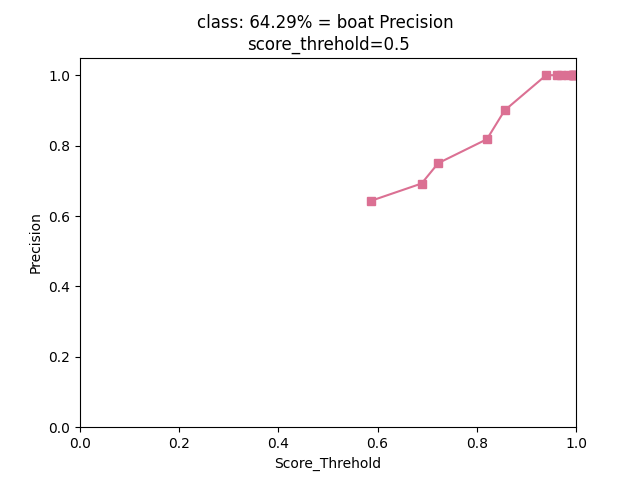 class: 64.29% = boat Precision
score_threhold=0.5
1.0
0.8
0.6
0.4
0.2
0.0
Precision
0.0 0.2 0.4 0.6 0.8 1.0
Score_Threhold